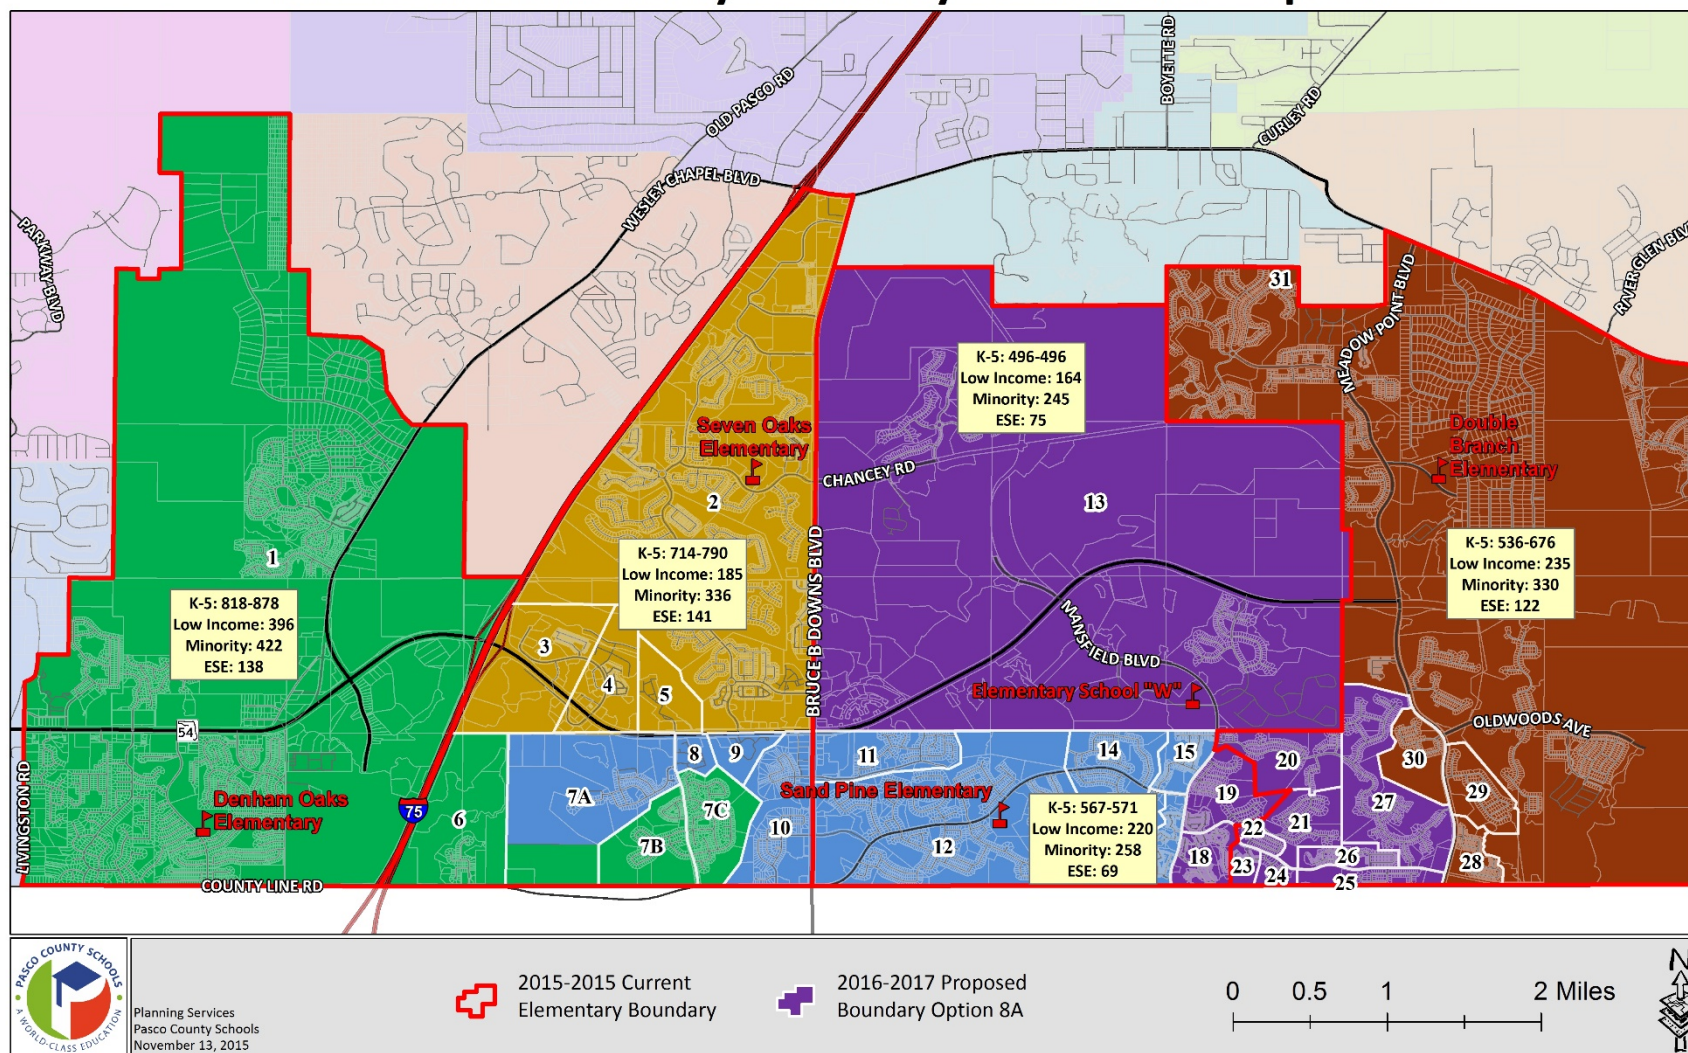 BOYETTE RD
OLD PASCO RD
CURLEY RD
WESLEY CHAPEL BLVD
PARKWAY BLVD
RIVER GLEN BLV
MEADOW POINT BLVD
31
K-5: 496-496
Low Income: 164
Minority: 245
ESE: 75
Seven Oaks
Elementary
Double
Branch
Elementary
CHANCEY RD
2
13
1
K-5: 714-790
Low Income: 185
Minority: 336
ESE: 141
K-5: 536-676
Low Income: 235
Minority: 330
ESE: 122
K-5: 818-878
Low Income: 396
Minority: 422
ESE: 138
BRUCE B DOWNS BLVD
MANSFIELD BLVD
3
4
5
Elementary School "W"
OLDWOODS AVE
54
8
9
11
14
15
20
30
7A
Sand Pine Elementary
19
27
29
Denham Oaks
Elementary
75
6
7C
10
12
K-5: 567-571
Low Income: 220
Minority: 258
ESE: 69
22
21
7B
18
23
24
26
25
28
LIVINGSTON RD
COUNTY LINE RD
PASCO COUNTY SCHOOLS
A WORLD-CLASS EDUCATION
Planning Services
Pasco County Schools
November 13, 2015
2015-2015 Current
Elementary Boundary
2016-2017 Proposed
Boundary Option 8A
0 0.5 1 2 Miles
N